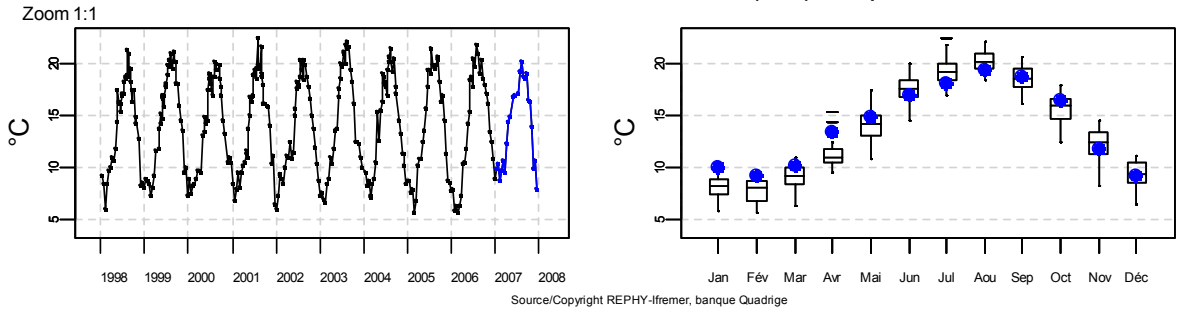 Zoom 1:1
°C
20
15
10
5
1998 1999 2000 2001 2002 2003 2004 2005 2006 2007 2008
°C
20
15
10
5
Jan Fév Mar Avr Mai Jun Jul Aou Sep Oct Nov Déc
Source/Copyright REPHY-Ifremer, banque Quadrige